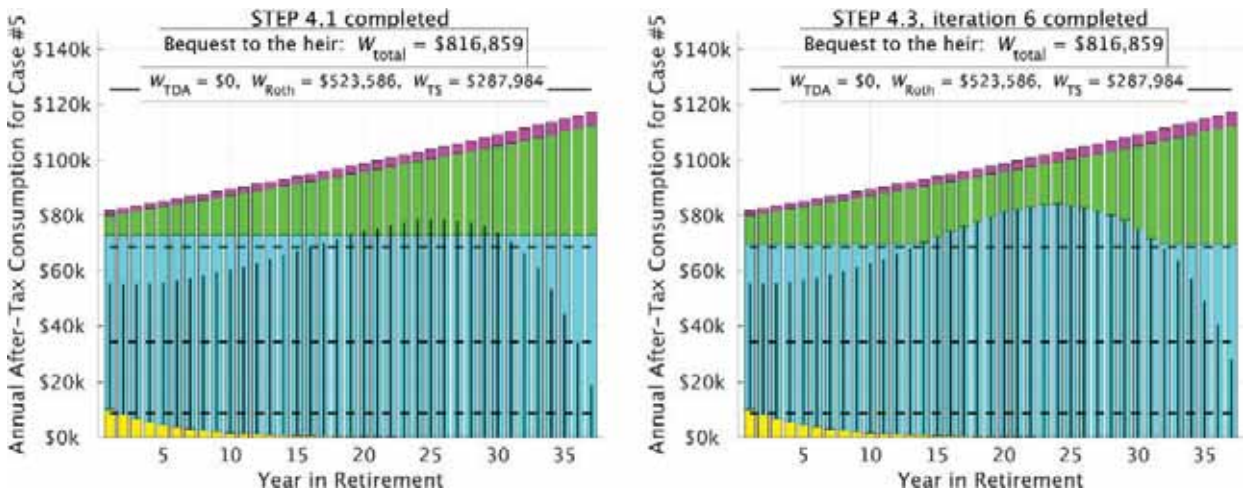 STEP 4.1 completed
Bequest to the heir: W_total = $816,859
W_TDA = $0, W_Roth = $523,586, W_TS = $287,984
Annual After-Tax Consumption for Case #5
$140k
$120k
$100k
$80k
$60k
$40k
$20k
$0k
5 10 15 20 25 30 35
Year in Retirement
STEP 4.3, iteration 6 completed
Bequest to the heir: W_total = $816,859
W_TDA = $0, W_Roth = $523,586, W_TS = $287,984
Annual After-Tax Consumption for Case #5
$140k
$120k
$100k
$80k
$60k
$40k
$20k
$0k
5 10 15 20 25 30 35
Year in Retirement